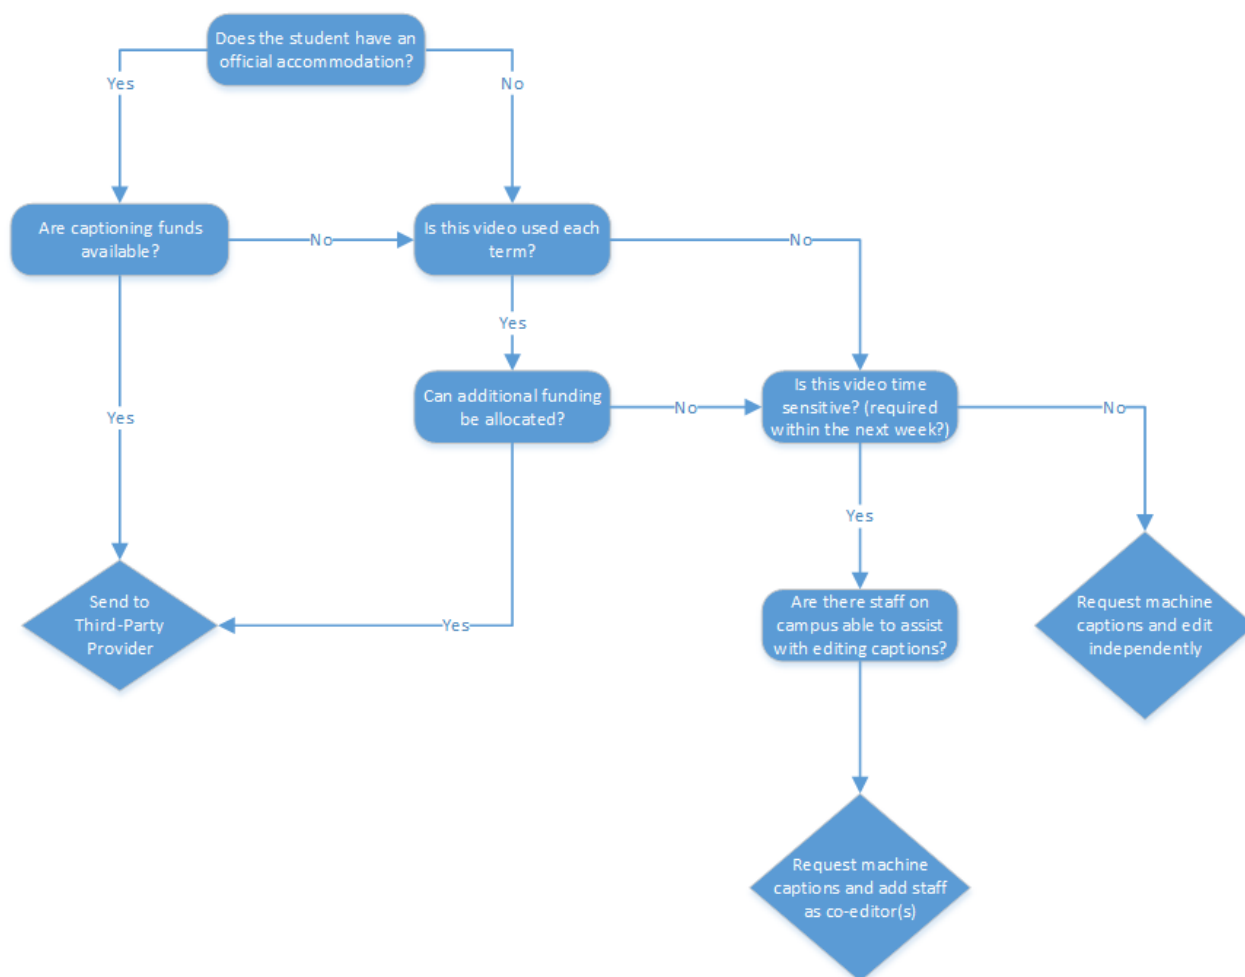 Does the student have an
official accommodation?
Yes
No
Are captioning funds
available?
No
Is this video used each
term?
No
Yes
Can additional funding
be allocated?
No
Is this video time
sensitive? (required
within the next week?)
No
Yes
Yes
Send to
Third-Party
Provider
Yes
Are there staff on
campus able to assist
with editing captions?
Request machine
captions and edit
independently
Request machine
captions and add staff
as co-editor(s)